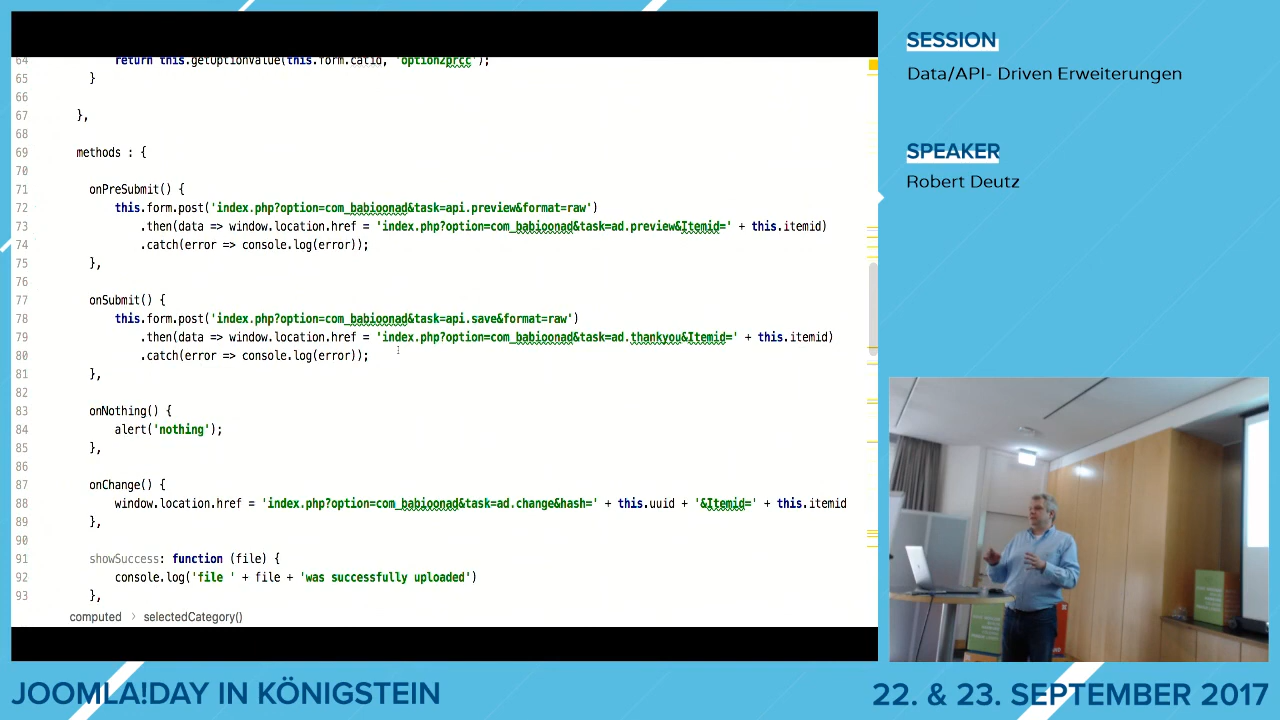 SESSION
Data/API- Driven Erweiterungen
SPEAKER
Robert Deutz
64 return this.getOptionValue(this.form.catid, 'option2prcc');
65 }
66
67 },
68
69 methods : {
70
71 onPreSubmit() {
72 this.form.post('index.php?option=com_babioonad&task=api.preview&format=raw')
73 .then(data => window.location.href = 'index.php?option=com_babioonad&task=ad.preview&Itemid=' + this.itemid)
74 .catch(error => console.log(error));
75 },
76
77 onSubmit() {
78 this.form.post('index.php?option=com_babioonad&task=api.save&format=raw')
79 .then(data => window.location.href = 'index.php?option=com_babioonad&task=ad.thankyou&Itemid=' + this.itemid)
80 .catch(error => console.log(error));
81 },
82
83 onNothing() {
84 alert('nothing');
85 },
86
87 onChange() {
88 window.location.href = 'index.php?option=com_babioonad&task=ad.change&hash=' + this.uuid + '&Itemid=' + this.itemid
89 },
90
91 showSuccess: function (file) {
92 console.log('file ' + file + 'was successfully uploaded')
93 },
computed > selectedCategory()
JOOMLA!DAY IN KÖNIGSTEIN
22. & 23. SEPTEMBER 2017